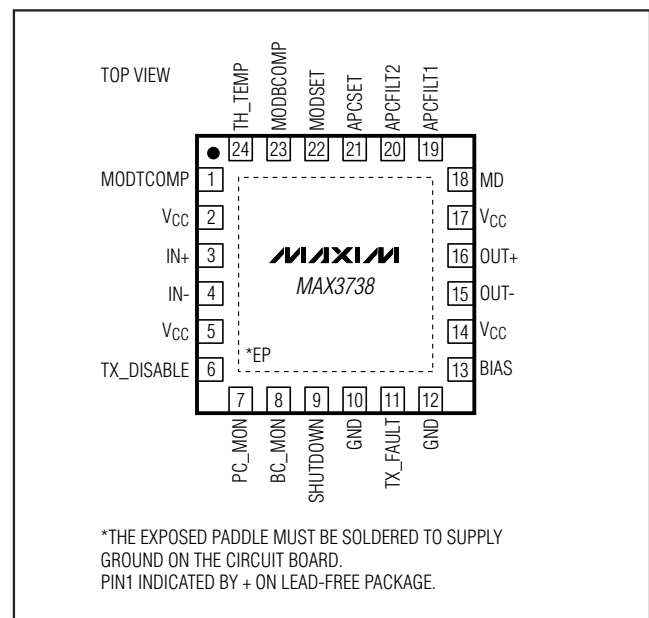 TOP VIEW
TH_TEMP
MODBCOMP
MODSET
APCSET
APCFILT2
APCFILT1
24 23 22 21 20 19
MODTCOMP 1
VCC 2
IN+ 3
IN- 4
VCC 5
TX_DISABLE 6
18 MD
17 VCC
16 OUT+
15 OUT-
14 VCC
13 BIAS
MAXIM
MAX3738
*EP
7 8 9 10 11 12
PC_MON
BC_MON
SHUTDOWN
GND
TX_FAULT
GND
*THE EXPOSED PADDLE MUST BE SOLDERED TO SUPPLY
GROUND ON THE CIRCUIT BOARD.
PIN1 INDICATED BY + ON LEAD-FREE PACKAGE.